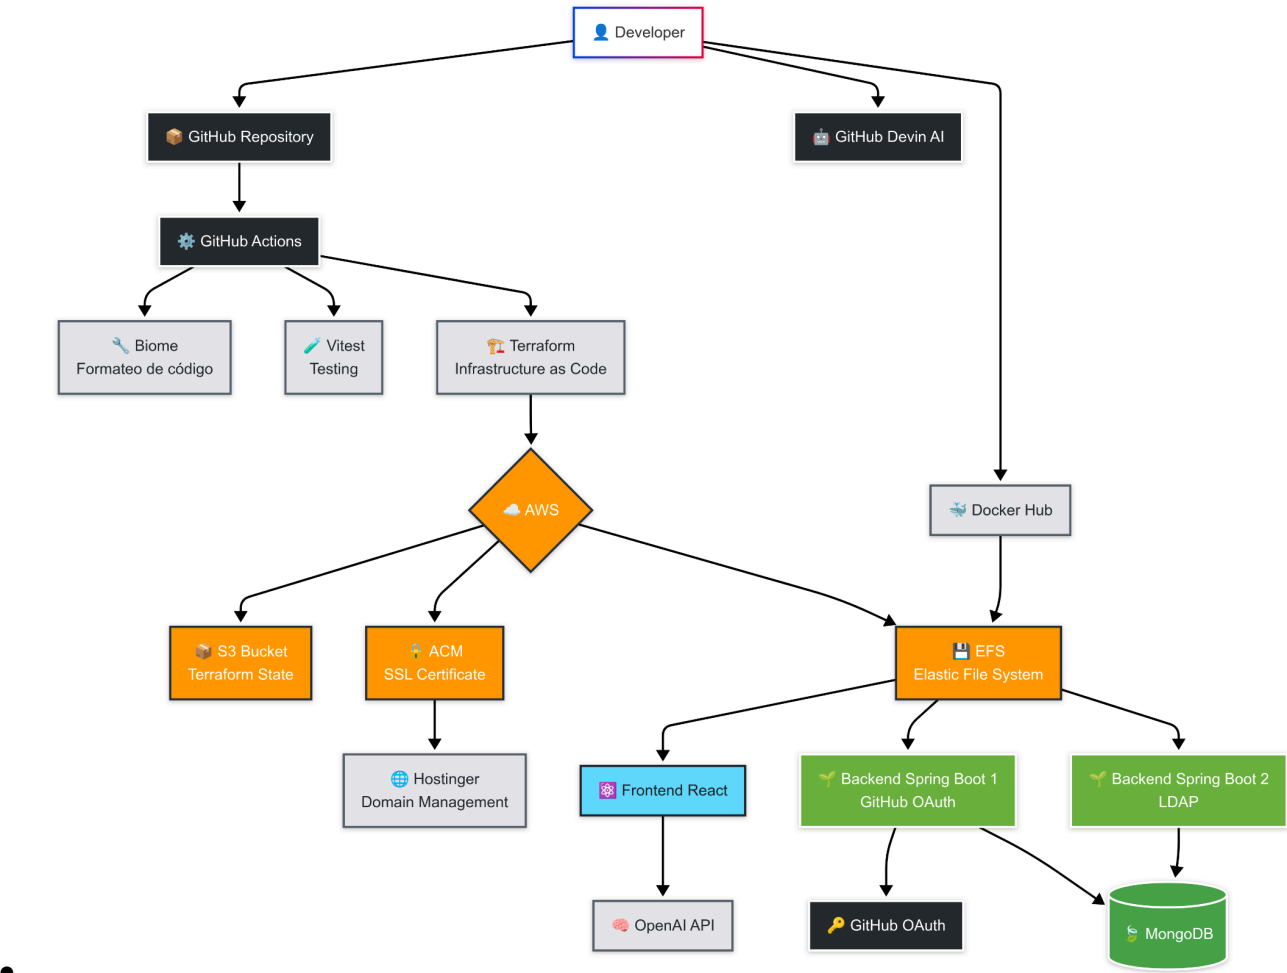 Developer
GitHub Repository
GitHub Devin AI
GitHub Actions
Biome
Formateo de código
Vitest
Testing
Terraform
Infrastructure as Code
AWS
Docker Hub
S3 Bucket
Terraform State
ACM
SSL Certificate
EFS
Elastic File System
Hostinger
Domain Management
Frontend React
Backend Spring Boot 1
GitHub OAuth
Backend Spring Boot 2
LDAP
OpenAI API
GitHub OAuth
MongoDB